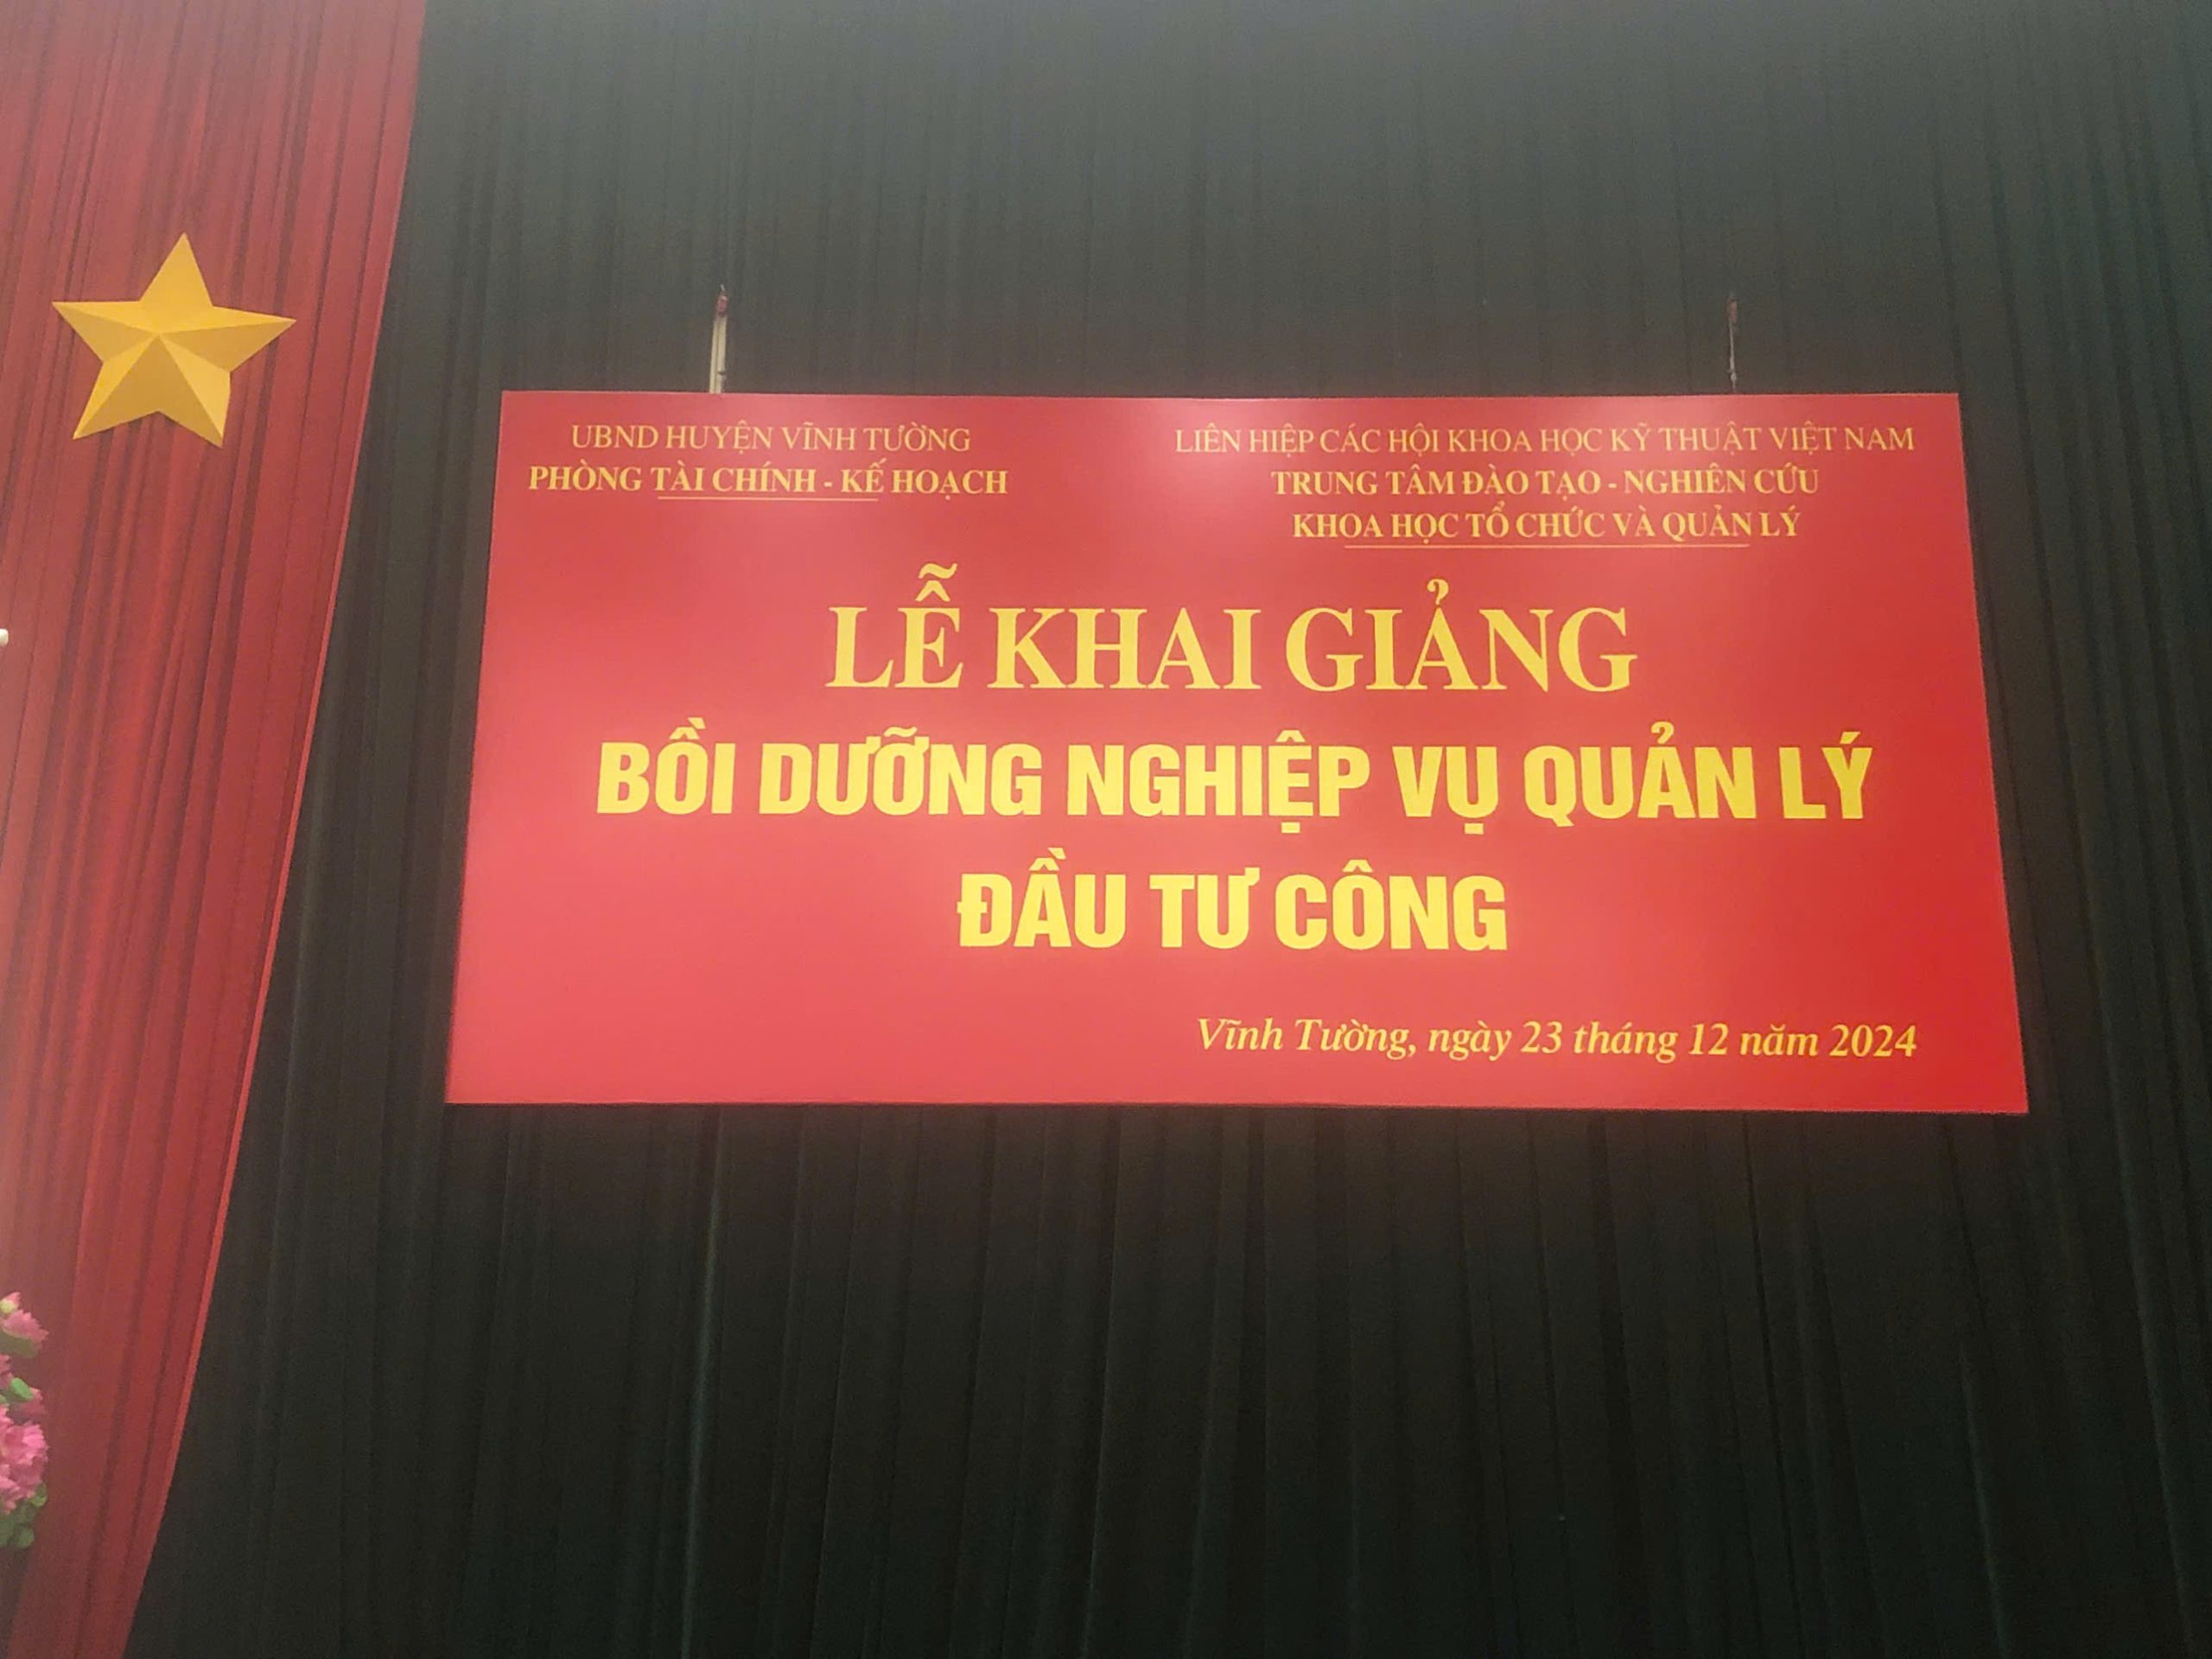 UBND HUYỆN VĨNH TƯỜNG
PHÒNG TÀI CHÍNH - KẾ HOẠCH
LIÊN HIỆP CÁC HỘI KHOA HỌC KỸ THUẬT VIỆT NAM
TRUNG TÂM ĐÀO TẠO - NGHIÊN CỨU
KHOA HỌC TỔ CHỨC VÀ QUẢN LÝ
LỄ KHAI GIẢNG
BỒI DƯỠNG NGHIỆP VỤ QUẢN LÝ
ĐẦU TƯ CÔNG
Vĩnh Tường, ngày 23 tháng 12 năm 2024